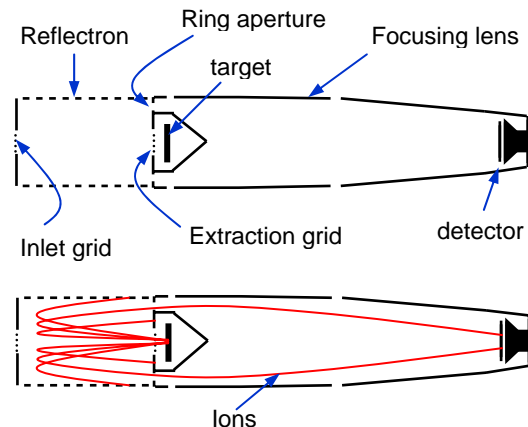 Ring aperture
Reflectron
Focusing lens
target
Inlet grid
Extraction grid
detector
Ions